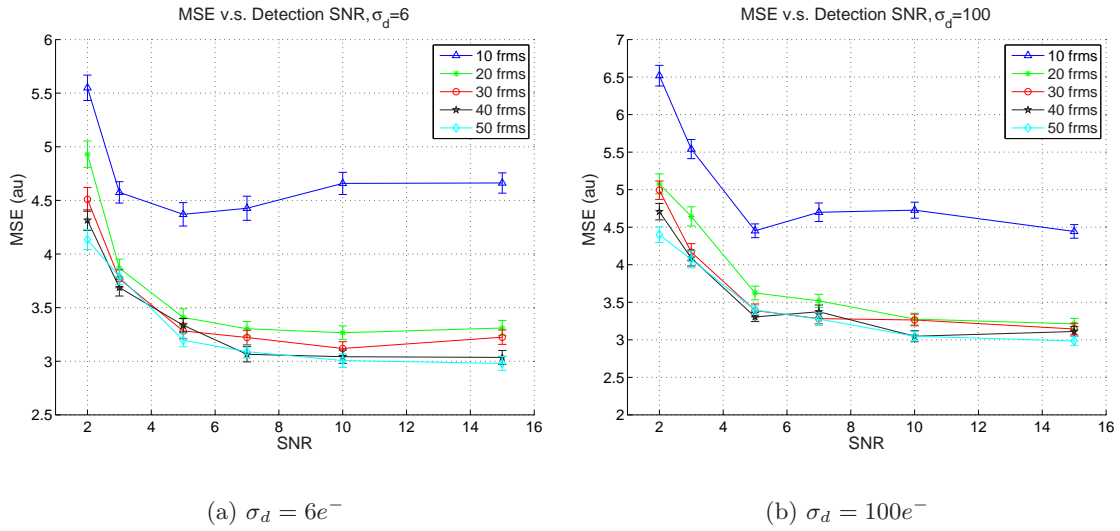 MSE v.s. Detection SNR, σ_d=6
6
5.5
5
4.5
4
3.5
3
2.5
MSE (au)
2 4 6 8 10 12 14 16
SNR
10 frms
20 frms
30 frms
40 frms
50 frms
(a) σ_d = 6e⁻
MSE v.s. Detection SNR, σ_d=100
7
6.5
6
5.5
5
4.5
4
3.5
3
2.5
2
MSE (au)
2 4 6 8 10 12 14 16
SNR
10 frms
20 frms
30 frms
40 frms
50 frms
(b) σ_d = 100e⁻